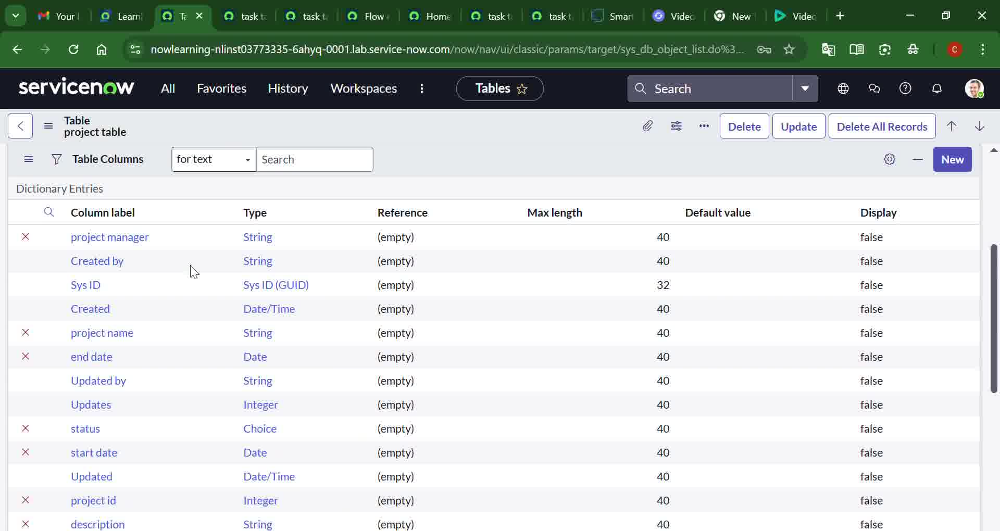 Your
Learn
Ta
task t
task t
Flow
Home
task t
task t
Smar
Video
New
Video
nowlearning-nlinst03773335-6ahyq-0001.lab.service-now.com/now/nav/ui/classic/params/target/sys_db_object_list.do%3...
C
servicenow
All
Favorites
History
Workspaces
Tables
Search
Table
project table
Delete
Update
Delete All Records
Table Columns
for text
Search
New
Dictionary Entries
Column label Type Reference Max length Default value Display
project manager String (empty) 40 false
Created by String (empty) 40 false
Sys ID Sys ID (GUID) (empty) 32 false
Created Date/Time (empty) 40 false
project name String (empty) 40 false
end date Date (empty) 40 false
Updated by String (empty) 40 false
Updates Integer (empty) 40 false
status Choice (empty) 40 false
start date Date (empty) 40 false
Updated Date/Time (empty) 40 false
project id Integer (empty) 40 false
description String (empty) 40 false